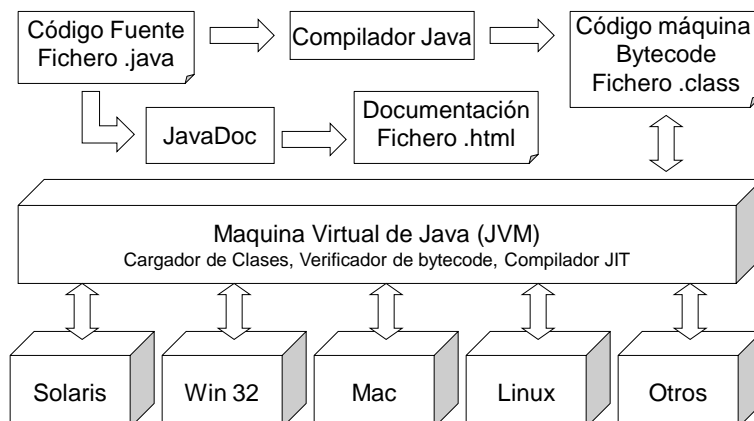 Código Fuente
Fichero .java
Compilador Java
Código máquina
Bytecode
Fichero .class
JavaDoc
Documentación
Fichero .html
Maquina Virtual de Java (JVM)
Cargador de Clases, Verificador de bytecode, Compilador JIT
Solaris
Win 32
Mac
Linux
Otros